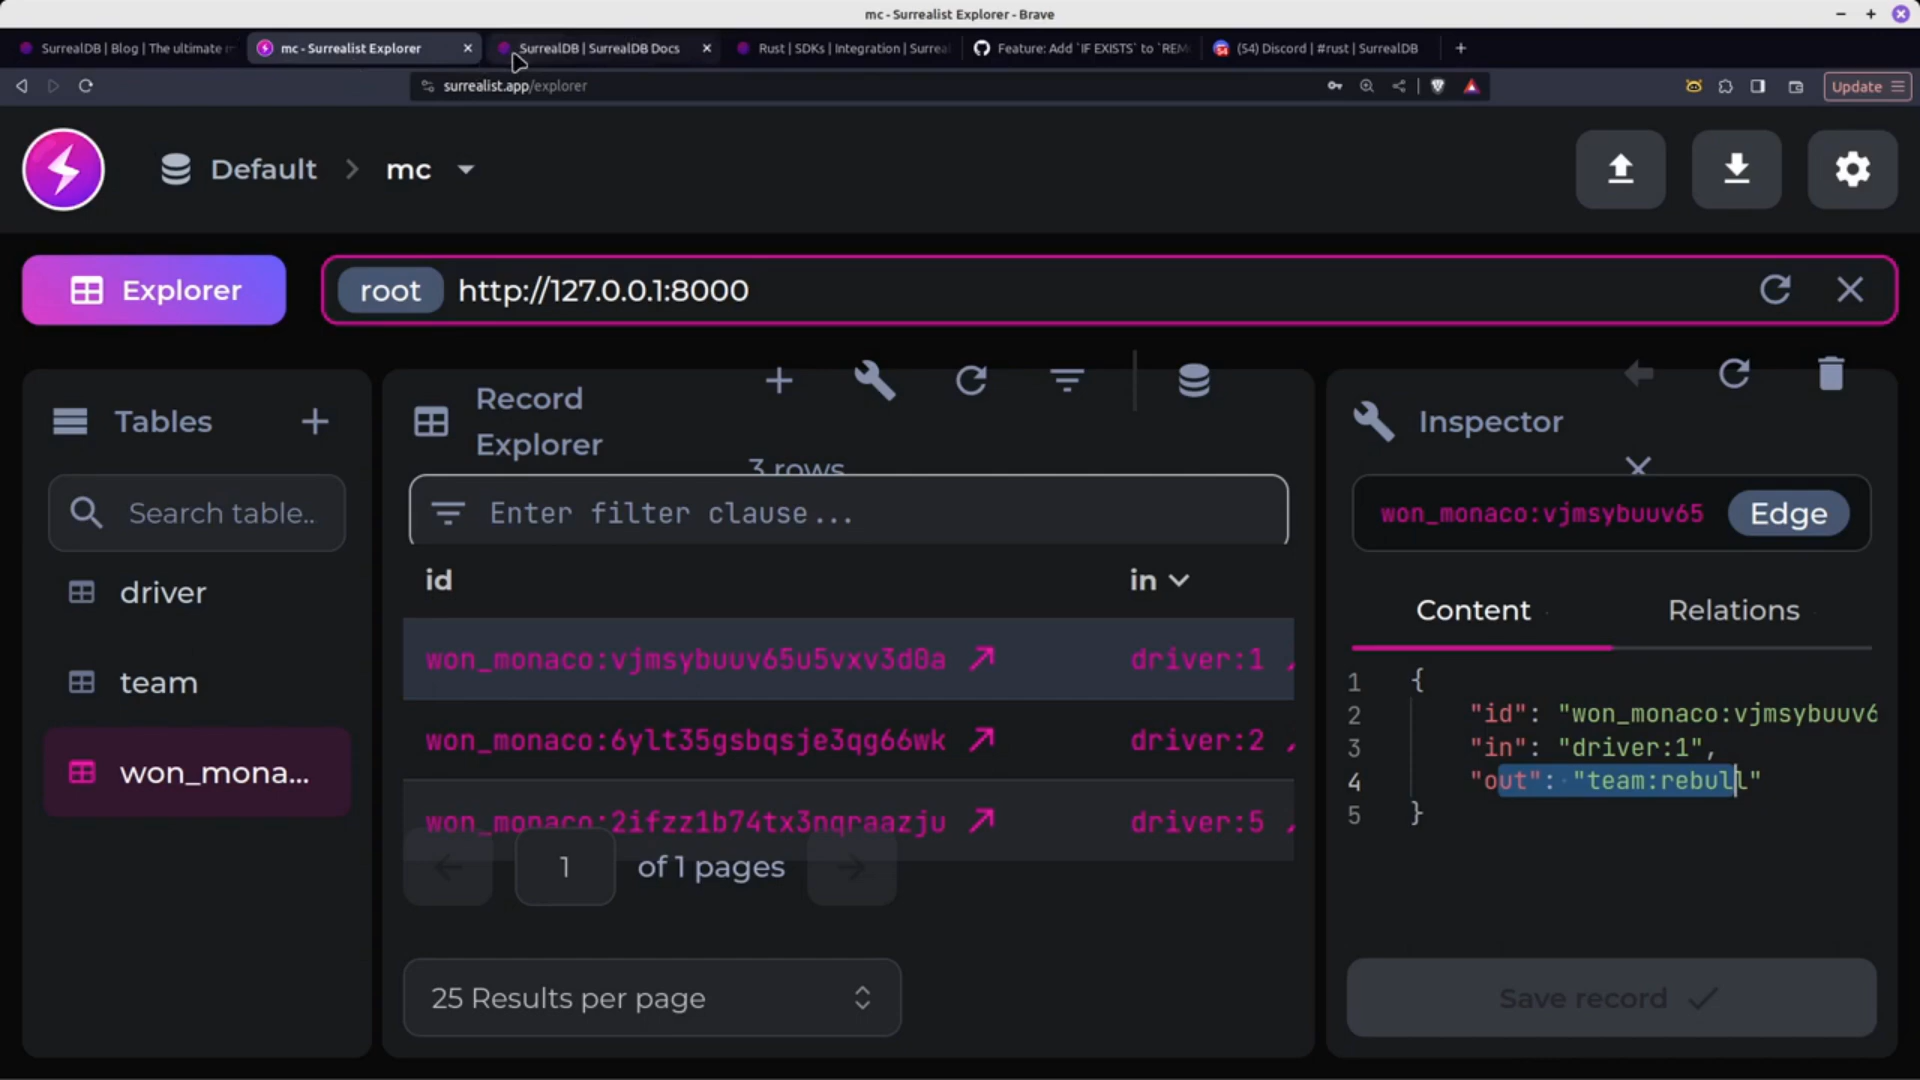 mc - Surrealist Explorer - Brave
SurrealDB | Blog | The ultimate m
mc - Surrealist Explorer
SurrealDB | SurrealDB Docs
Rust | SDKs | Integration | Surreal
Feature: Add `IF EXISTS` to `REM
(54) Discord | #rust | SurrealDB
surrealist.app/explorer
Update
Default
mc
Explorer
root
http://127.0.0.1:8000
Tables
Search table..
driver
team
won_mona...
Record
Explorer
3 rows
Enter filter clause...
id
in
won_monaco:vjmsybuuv65u5vxv3d0a
driver:1
won_monaco:6ylt35gsbqsje3qg66wk
driver:2
won_monaco:2ifzz1b74tx3nqraazju
driver:5
1
of 1 pages
25 Results per page
Inspector
won_monaco:vjmsybuuv65
Edge
Content
Relations
1 {
2 "id": "won_monaco:vjmsybuuv6
3 "in": "driver:1",
4 "out": "team:rebull"
5 }
Save record